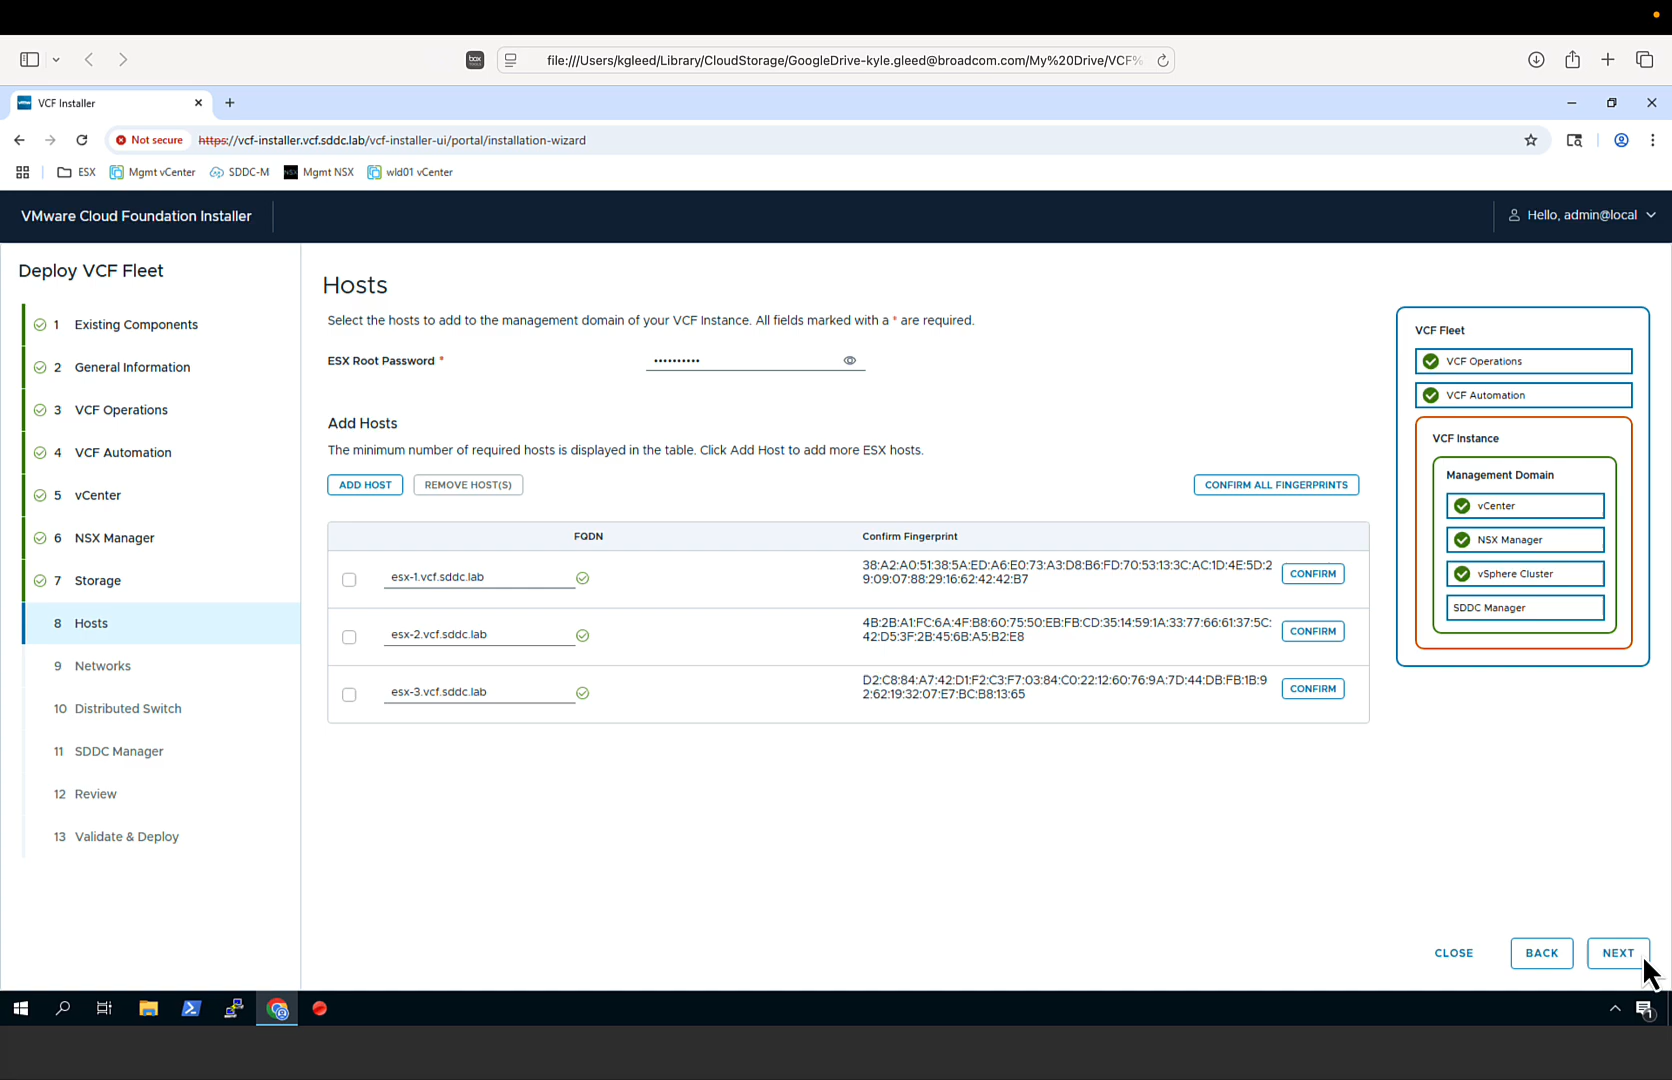 box
file:///Users/kgleed/Library/CloudStorage/GoogleDrive-kyle.gleed@broadcom.com/My%20Drive/VCF%
VCF Installer
Not secure
https://vcf-installer.vcf.sddc.lab/vcf-installer-ui/portal/installation-wizard
ESX
Mgmt vCenter
SDDC-M
Mgmt NSX
wld01 vCenter
VMware Cloud Foundation Installer
Hello, admin@local
Deploy VCF Fleet
1 Existing Components
2 General Information
3 VCF Operations
4 VCF Automation
5 vCenter
6 NSX Manager
7 Storage
8 Hosts
9 Networks
10 Distributed Switch
11 SDDC Manager
12 Review
13 Validate & Deploy
Hosts
Select the hosts to add to the management domain of your VCF Instance. All fields marked with a * are required.
ESX Root Password * ••••••••••
Add Hosts
The minimum number of required hosts is displayed in the table. Click Add Host to add more ESX hosts.
ADD HOST
REMOVE HOST(S)
CONFIRM ALL FINGERPRINTS
FQDN
Confirm Fingerprint
esx-1.vcf.sddc.lab
38:A2:A0:51:38:5A:ED:A6:E0:73:A3:D8:B6:FD:70:53:13:3C:AC:1D:4E:5D:2
9:09:07:88:29:16:62:42:42:B7
CONFIRM
esx-2.vcf.sddc.lab
4B:2B:A1:FC:6A:4F:B8:60:75:50:EB:FB:CD:35:14:59:1A:33:77:66:61:37:5C:
42:D5:3F:2B:45:6B:A5:B2:E8
CONFIRM
esx-3.vcf.sddc.lab
D2:C8:84:A7:42:D1:F2:C3:F7:03:84:C0:22:12:60:76:9A:7D:44:DB:FB:1B:9
2:62:19:32:07:E7:BC:B8:13:65
CONFIRM
VCF Fleet
VCF Operations
VCF Automation
VCF Instance
Management Domain
vCenter
NSX Manager
vSphere Cluster
SDDC Manager
CLOSE
BACK
NEXT
1